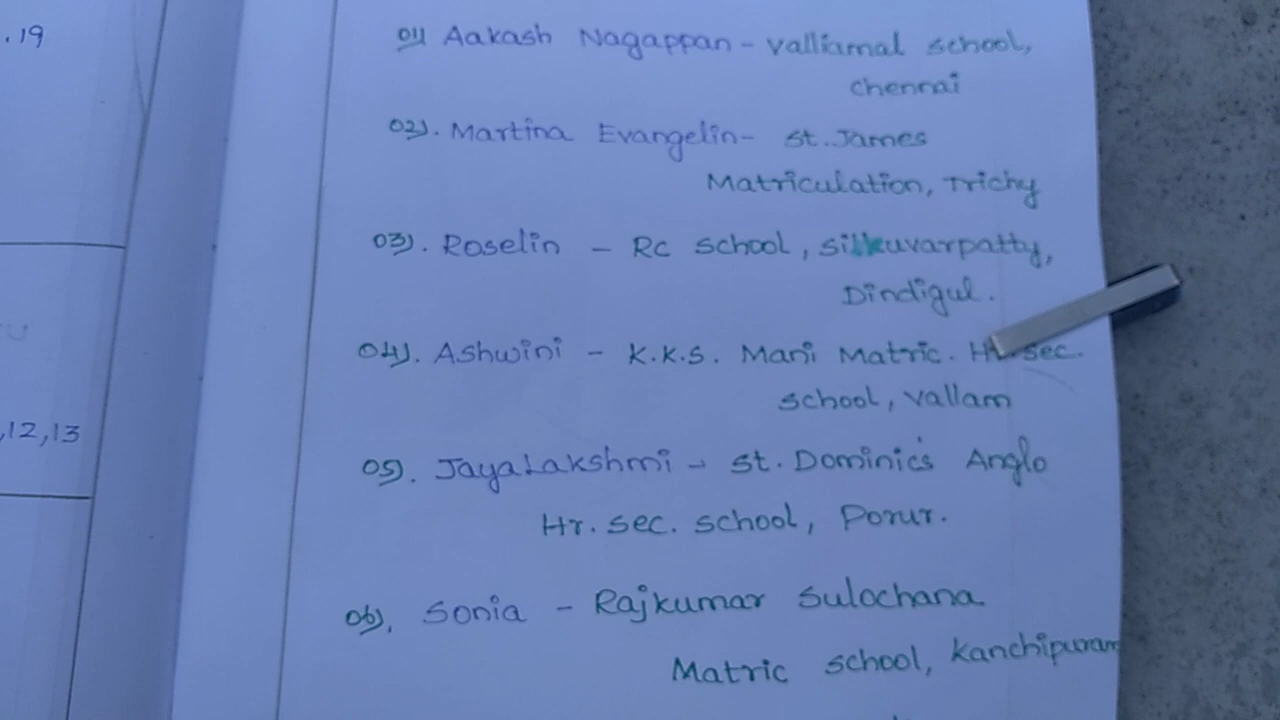 .19
,12,13
01). Aakash Nagappan - valliamal school,
chennai
02). Martina Evangelin- St. James
Matriculation, Trichy
03). Roselin - Rc school, silkuvarpatty,
Dindigul.
04). Ashwini - K.K.S. Mani Matric. Hr. sec.
school, vallam
05). JayaLakshmi - St. Dominic's Anglo
Hr. sec. school, Porur.
06). Sonia - Rajkumar Sulochana
Matric school, Kanchipuram